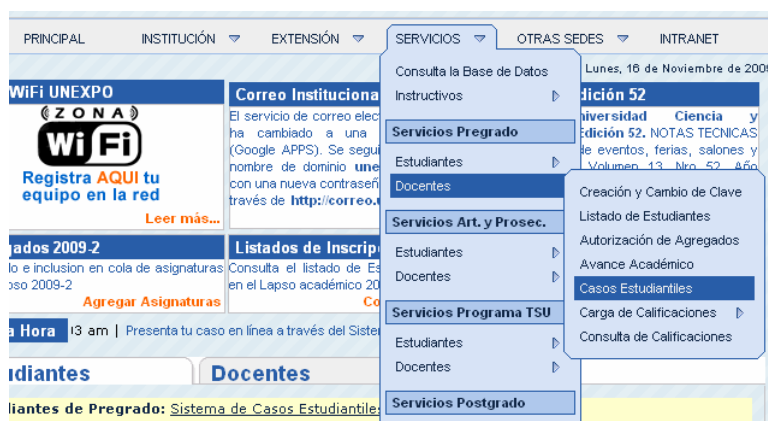 PRINCIPAL INSTITUCIÓN EXTENSIÓN SERVICIOS OTRAS SEDES INTRANET
Lunes, 16 de Noviembre de 2009
WiFi UNEXPO
ZONA
Wi Fi
Registra AQUI tu
equipo en la red
Leer más...
Correo Instituciona
El servicio de correo elec
ha cambiado a una
(Google APPS). Se segui
nombre de dominio une
con una nueva contraseñ
través de http://correo.u
Consulta la Base de Datos
Instructivos
Servicios Pregrado
Estudiantes
Docentes
Servicios Art. y Prosec.
Estudiantes
Docentes
Servicios Programa TSU
Estudiantes
Docentes
Servicios Postgrado
Creación y Cambio de Clave
Listado de Estudiantes
Autorización de Agregados
Avance Académico
Casos Estudiantiles
Carga de Calificaciones
Consulta de Calificaciones
dición 52
niversidad Ciencia y
Edición 52. NOTAS TECNICAS
de eventos, ferias, salones y
Volumen 13 Nro 52 Año
gados 2009-2
lo e inclusion en cola de asignaturas
oso 2009-2
Agregar Asignaturas
Listados de Inscrip
Consulta el listado de Es
en el Lapso académico 20
Co
a Hora :3 am | Presenta tu caso en línea a través del Sister
udiantes Docentes
diantes de Pregrado: Sistema de Casos Estudiantile